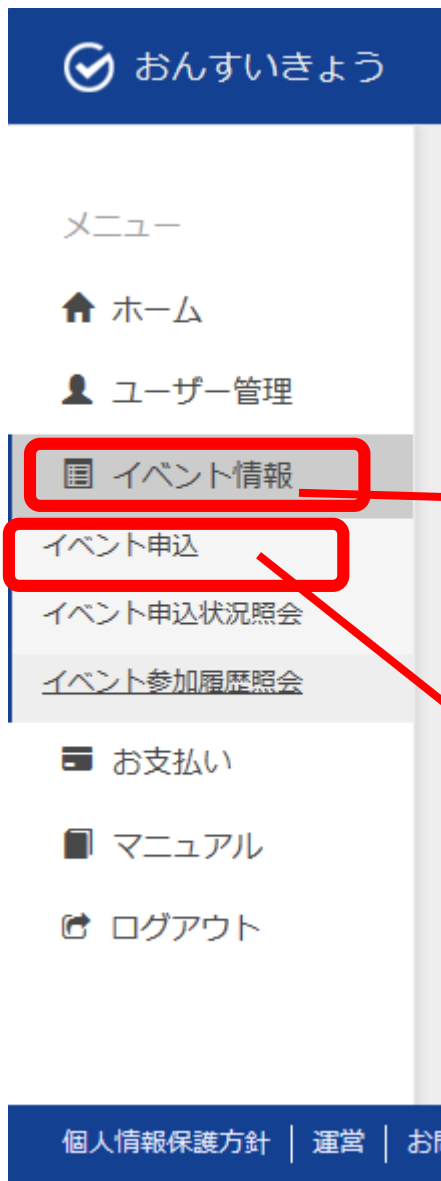 おんすいきょう
メニュー
ホーム
ユーザー管理
イベント情報
イベント申込
イベント申込状況照会
イベント参加履歴照会
お支払い
マニュアル
ログアウト
個人情報保護方針 | 運営 | お